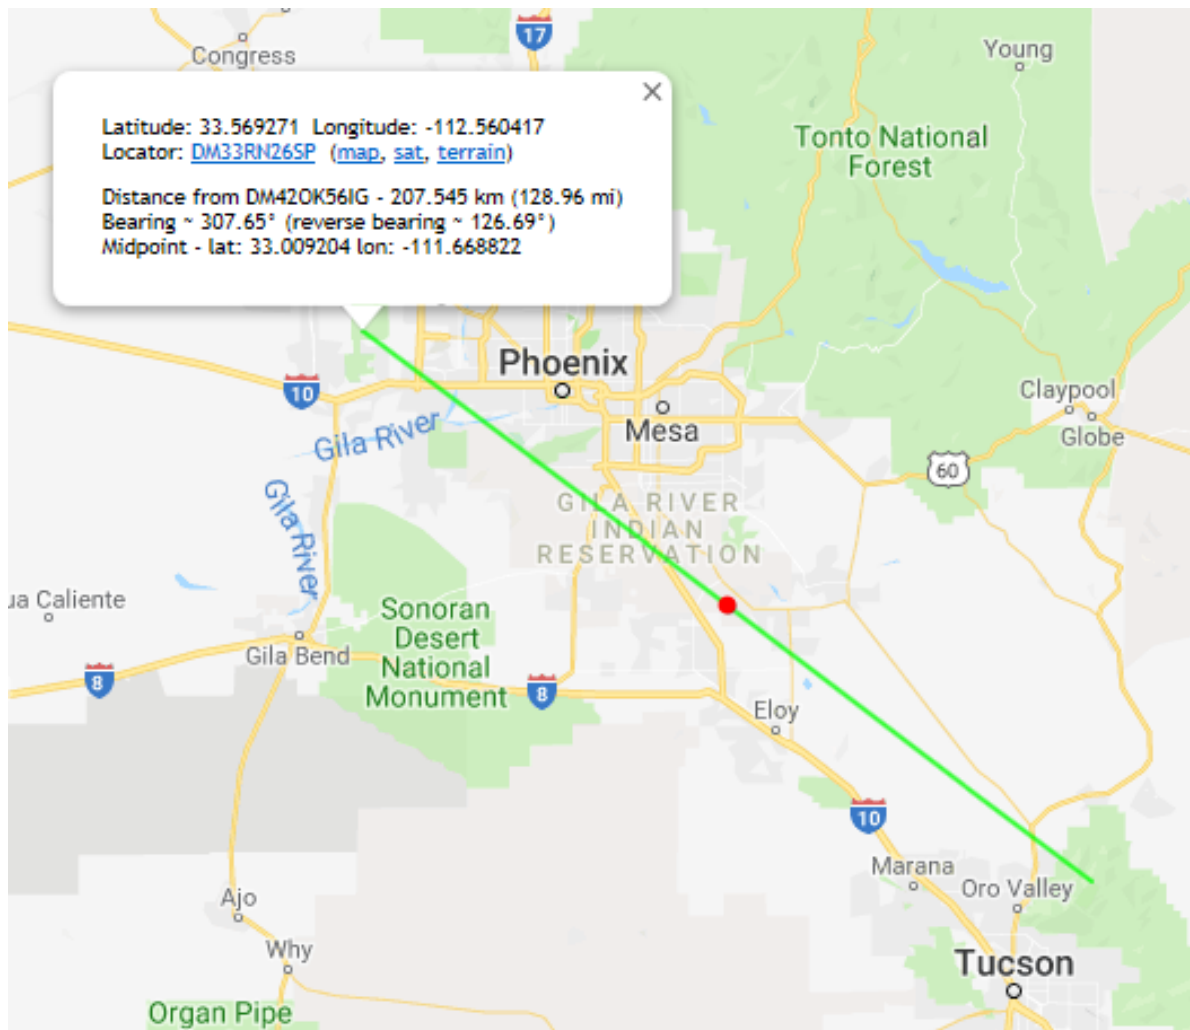 17
Congress
Young
Latitude: 33.569271  Longitude: -112.560417
Locator: DM33RN26SP  (map, sat, terrain)
Distance from DM42OK56IG - 207.545 km (128.96 mi)
Bearing ~ 307.65° (reverse bearing ~ 126.69°)
Midpoint - lat: 33.009204 lon: -111.668822
Tonto National
Forest
Phoenix
10
Claypool
Mesa
Gila River
Globe
60
Gila River
GILA RIVER
INDIAN
RESERVATION
ua Caliente
Sonoran
Desert
National
Monument
Gila Bend
8
8
Eloy
10
Marana
Oro Valley
Ajo
Why
Tucson
Organ Pipe